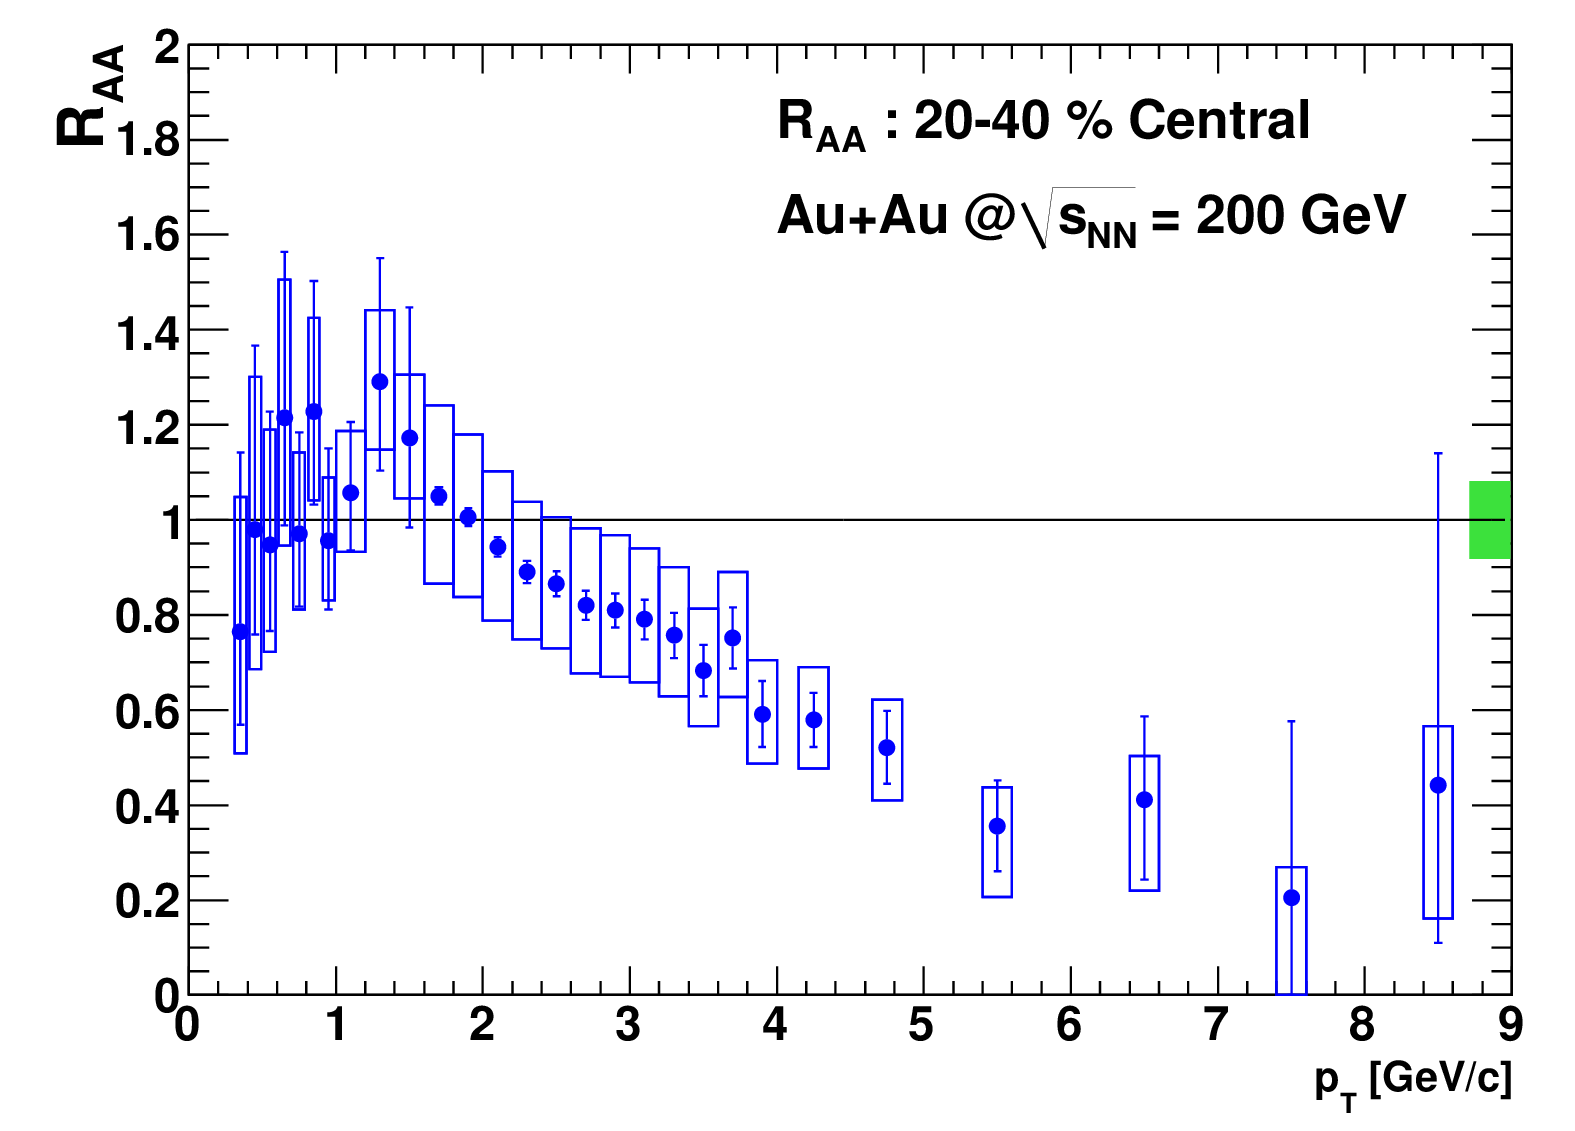 R_AA
2
1.8
1.6
1.4
1.2
1
0.8
0.6
0.4
0.2
0
R_AA : 20-40 % Central
Au+Au @√s_NN = 200 GeV
0 1 2 3 4 5 6 7 8 9
p_T [GeV/c]